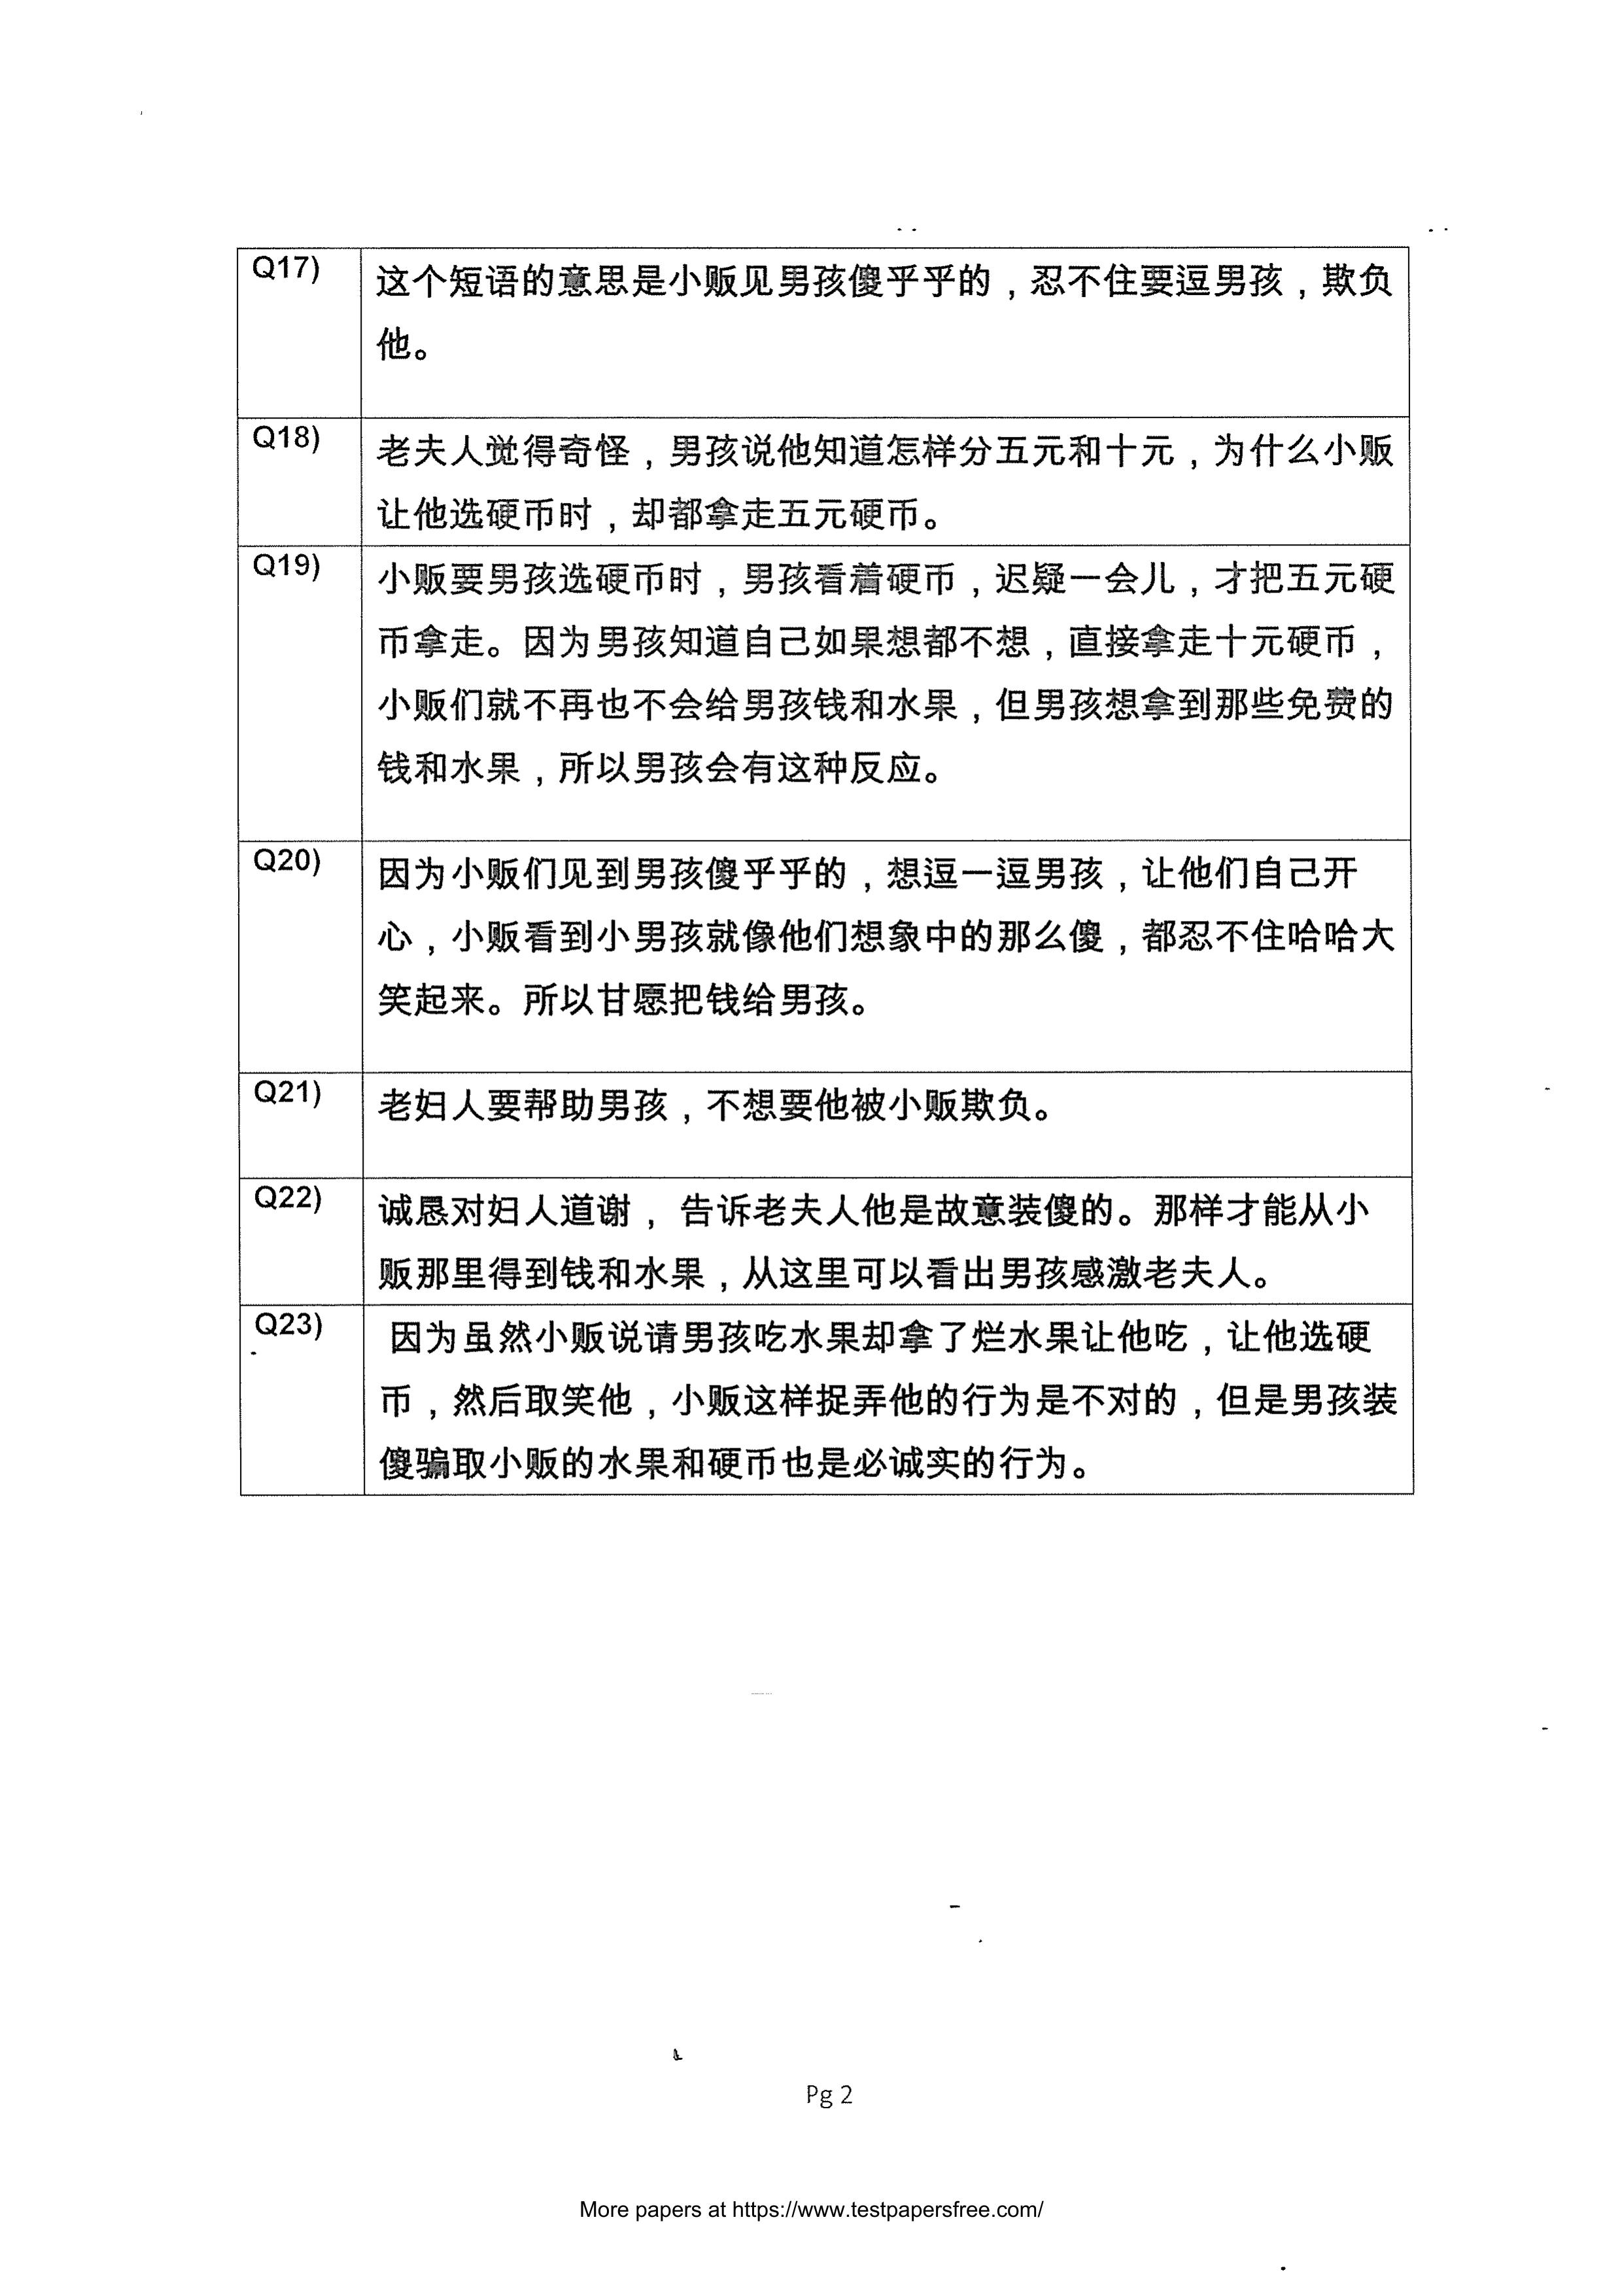 Q17)
这个短语的意思是小贩见男孩傻乎乎的，忍不住要逗男孩，欺负
他。
Q18)
老夫人觉得奇怪，男孩说他知道怎样分五元和十元，为什么小贩
让他选硬币时，却都拿走五元硬币。
Q19)
小贩要男孩选硬币时，男孩看着硬币，迟疑一会儿，才把五元硬
币拿走。因为男孩知道自己如果想都不想，直接拿走十元硬币，
小贩们就不再也不会给男孩钱和水果，但男孩想拿到那些免费的
钱和水果，所以男孩会有这种反应。
Q20)
因为小贩们见到男孩傻乎乎的，想逗一逗男孩，让他们自己开
心，小贩看到小男孩就像他们想象中的那么傻，都忍不住哈哈大
笑起来。所以甘愿把钱给男孩。
Q21)
老妇人要帮助男孩，不想要他被小贩欺负。
Q22)
诚恳对妇人道谢， 告诉老夫人他是故意装傻的。那样才能从小
贩那里得到钱和水果，从这里可以看出男孩感激老夫人。
Q23)
因为虽然小贩说请男孩吃水果却拿了烂水果让他吃，让他选硬
币，然后取笑他，小贩这样捉弄他的行为是不对的，但是男孩装
傻骗取小贩的水果和硬币也是必诚实的行为。
Pg 2
More papers at https://www.testpapersfree.com/